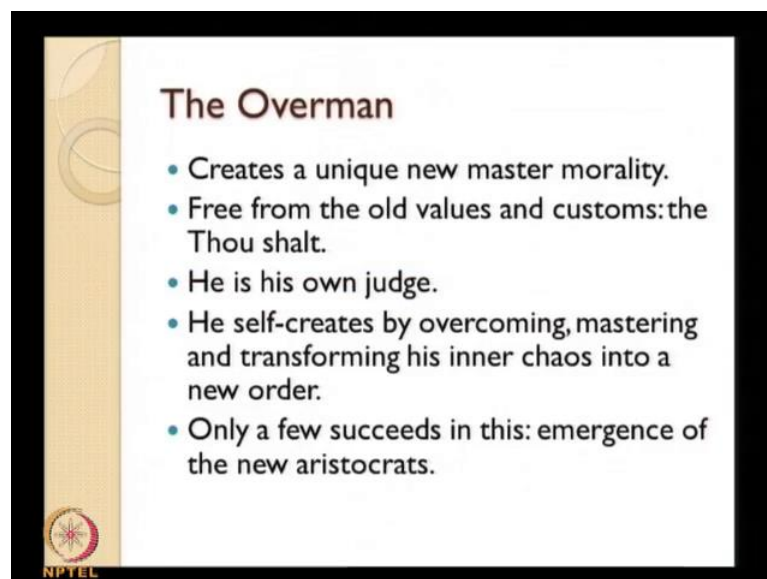 The Overman
• Creates a unique new master morality.
• Free from the old values and customs: the
Thou shalt.
• He is his own judge.
• He self-creates by overcoming, mastering
and transforming his inner chaos into a
new order.
• Only a few succeeds in this: emergence of
the new aristocrats.
NPTEL